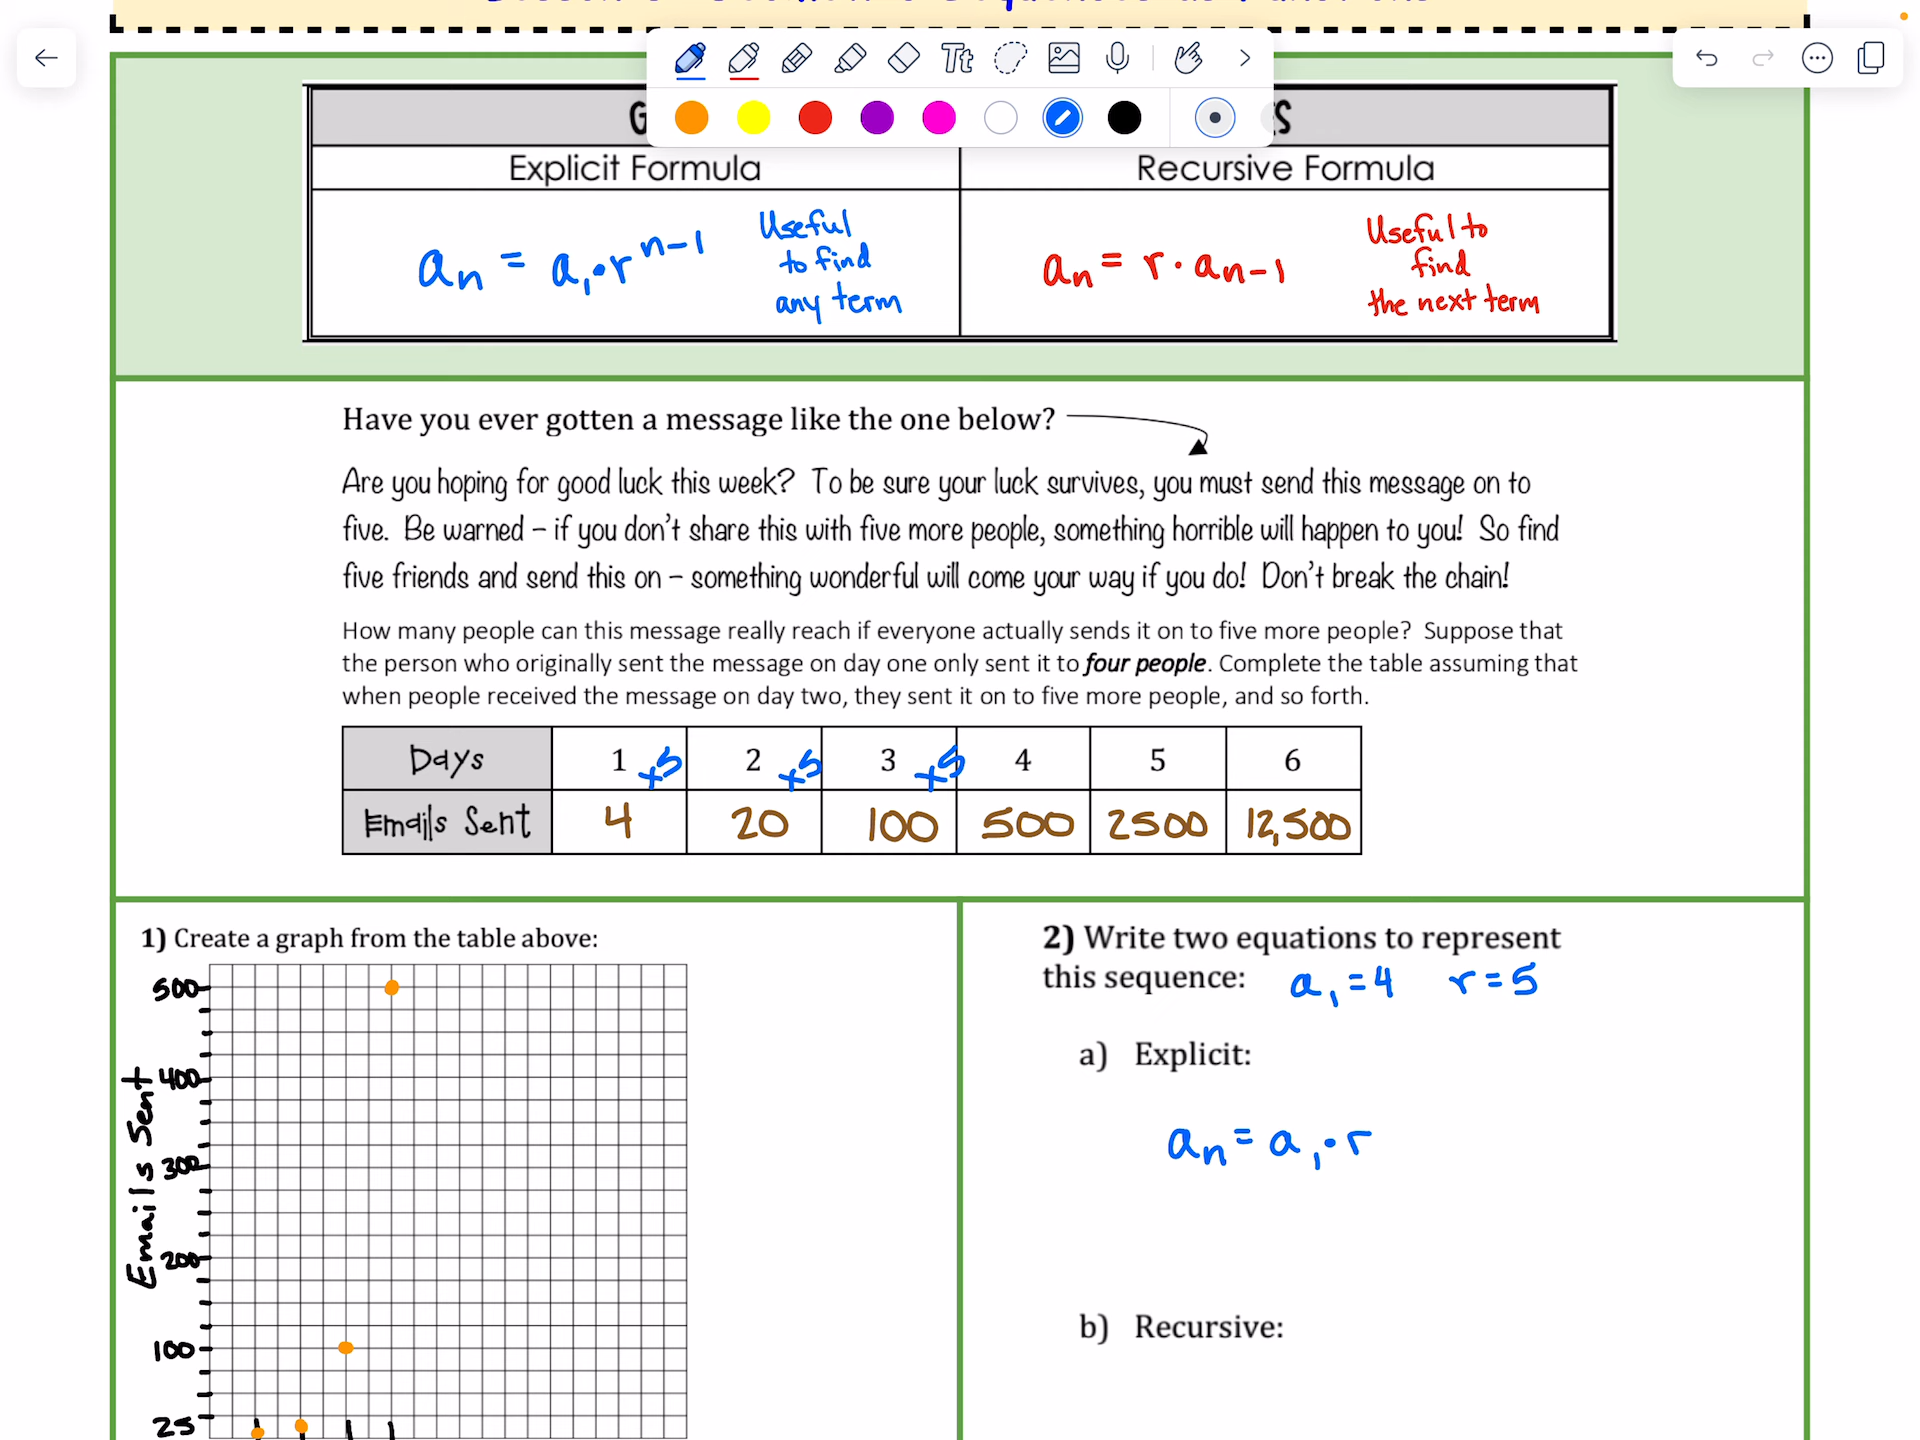 Tt
G
S
Explicit Formula
Recursive Formula
aₙ = a₁ • r^(n-1)
Useful
to find
any term
aₙ = r • aₙ₋₁
Useful to
find
the next term
Have you ever gotten a message like the one below?
Are you hoping for good luck this week? To be sure your luck survives, you must send this message on to
five. Be warned – if you don't share this with five more people, something horrible will happen to you! So find
five friends and send this on – something wonderful will come your way if you do! Don't break the chain!
How many people can this message really reach if everyone actually sends it on to five more people? Suppose that
the person who originally sent the message on day one only sent it to four people. Complete the table assuming that
when people received the message on day two, they sent it on to five more people, and so forth.
Days 1 x5 2 x5 3 x5 4 5 6
Emails Sent 4 20 100 500 2500 12,500
1) Create a graph from the table above:
500
400
300
200
100
25
Emails Sent
2) Write two equations to represent
this sequence: a₁ = 4 r = 5
a) Explicit:
aₙ = a₁ • r
b) Recursive: